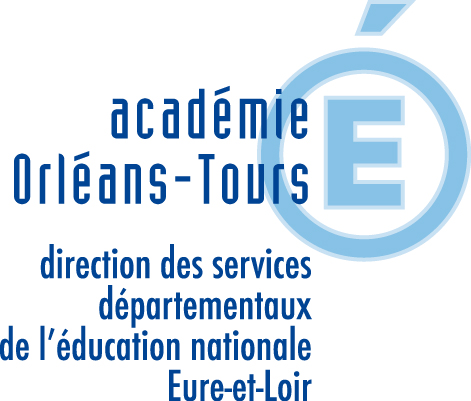 académie
Orléans-Tours
É
direction des services
départementaux
de l'éducation nationale
Eure-et-Loir